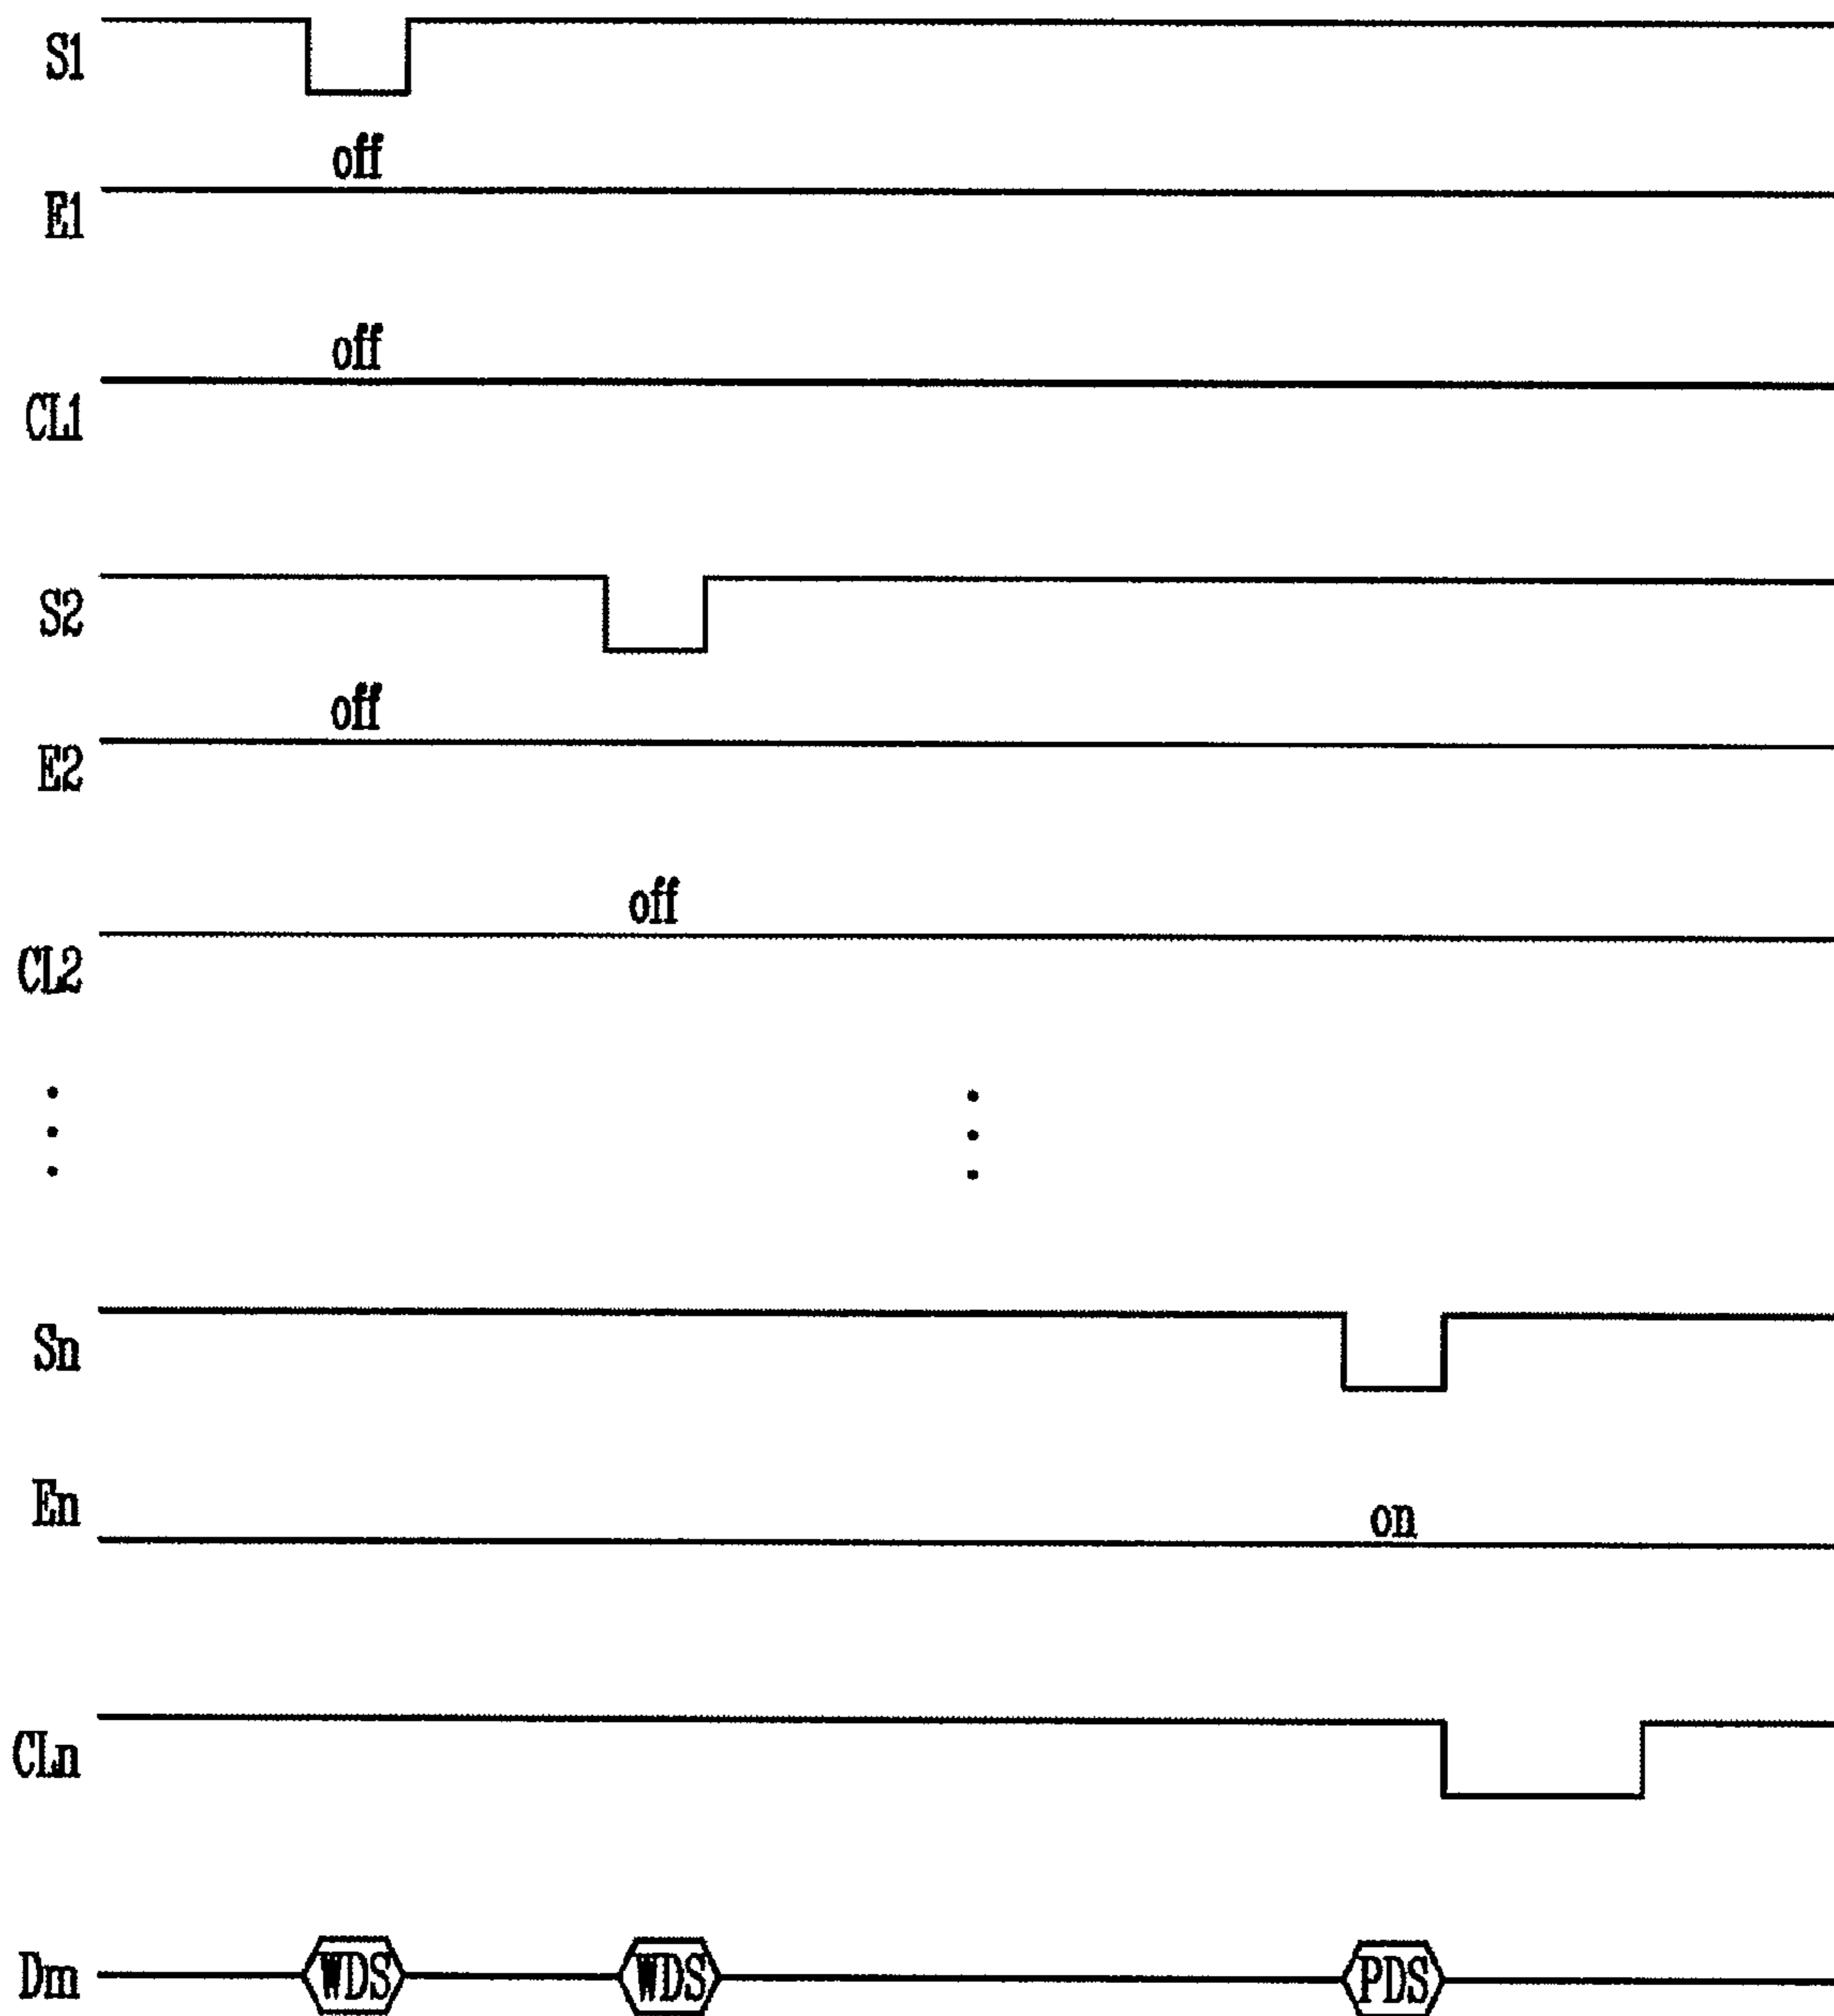 S1
off
E1
off
CL1
S2
off
E2
off
CL2
Sn
En
on
CLn
Dm WDS WDS PDS